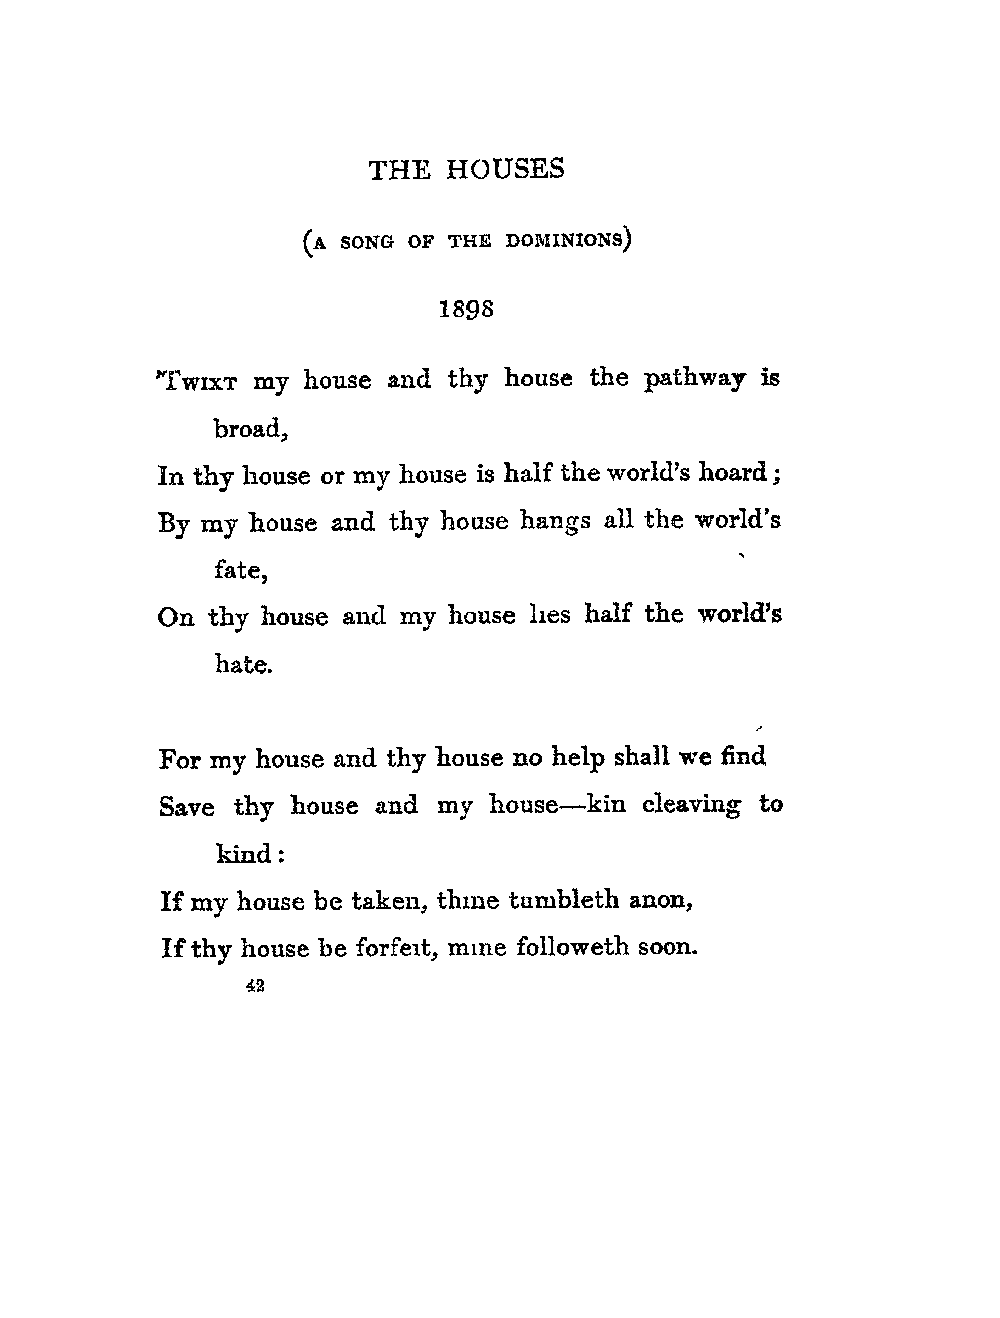 THE HOUSES
(A SONG OF THE DOMINIONS)
1898
'Twixt my house and thy house the pathway is
broad,
In thy house or my house is half the world's hoard;
By my house and thy house hangs all the world's
fate,
On thy house and my house lies half the world's
hate.
For my house and thy house no help shall we find
Save thy house and my house—kin cleaving to
kind:
If my house be taken, thine tumbleth anon,
If thy house be forfeit, mine followeth soon.
42